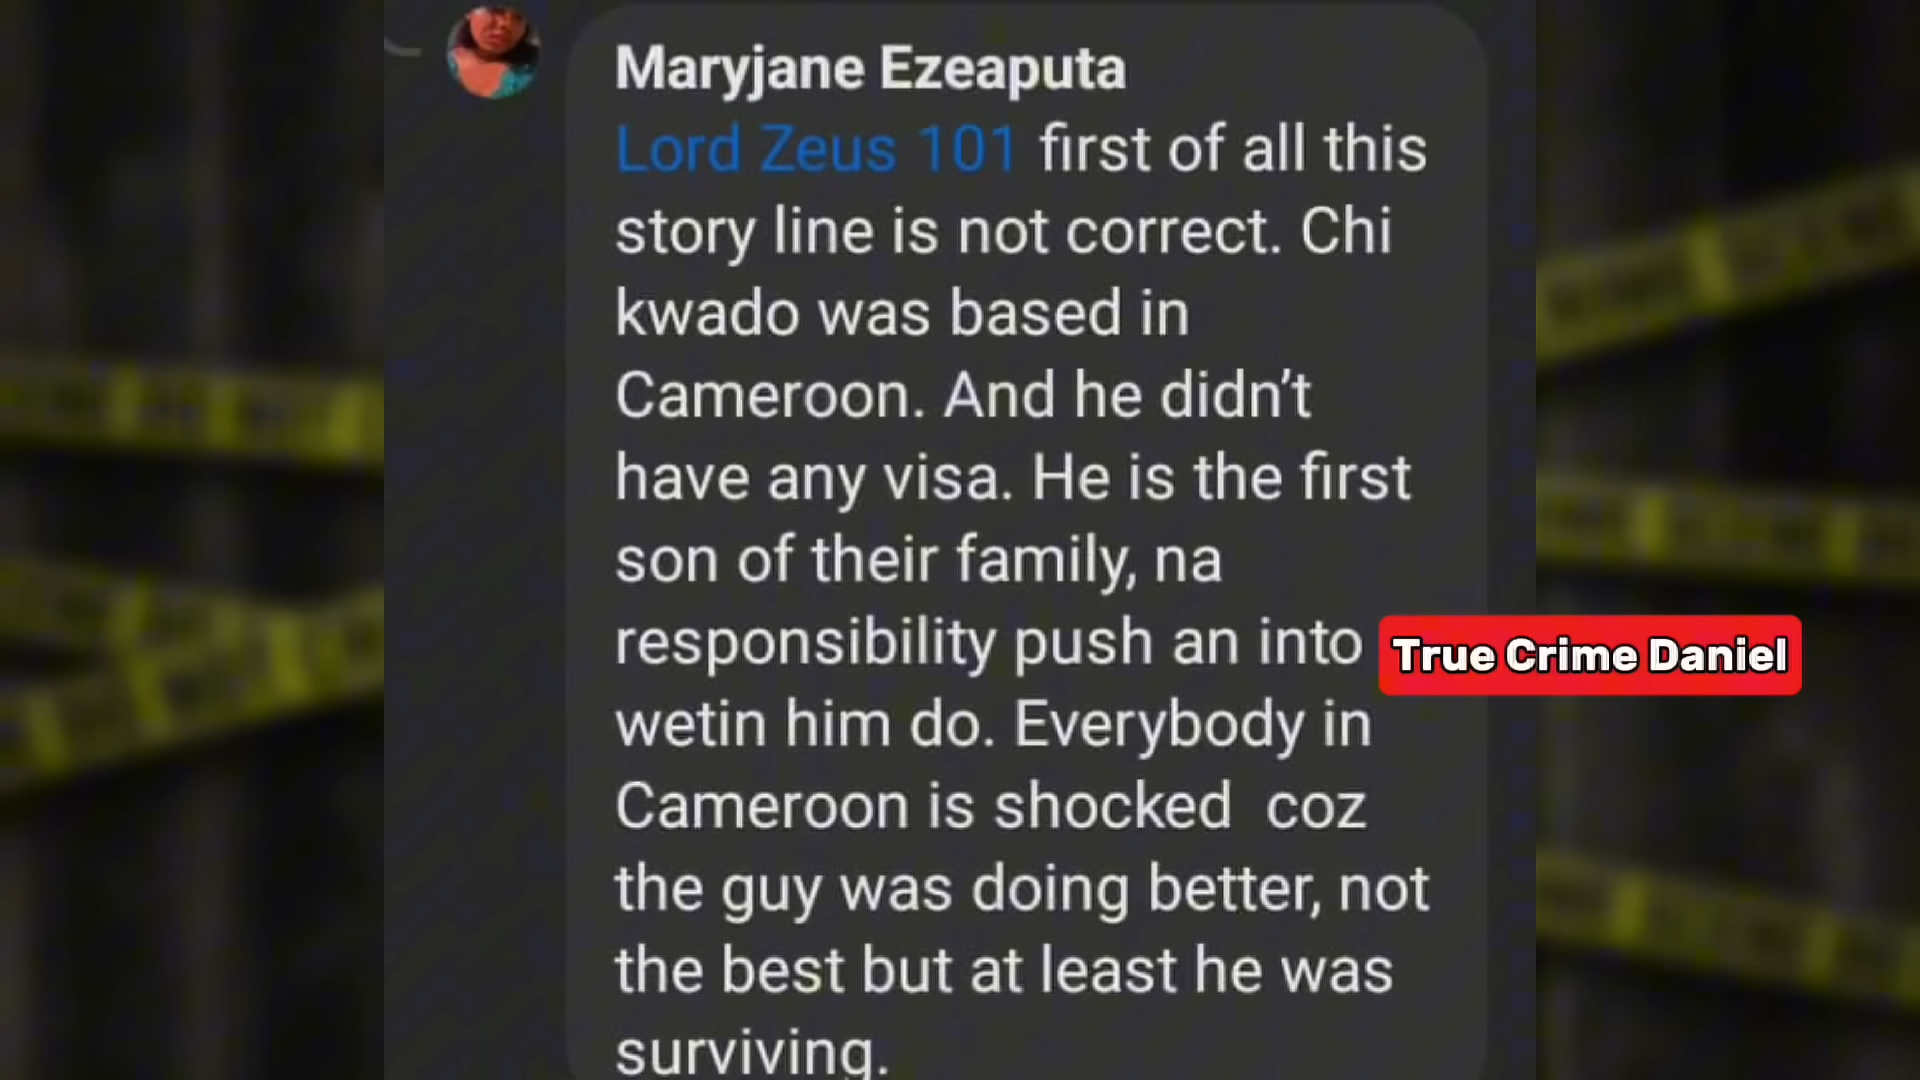 Maryjane Ezeaputa
Lord Zeus 101 first of all this
story line is not correct. Chi
kwado was based in
Cameroon. And he didn’t
have any visa. He is the first
son of their family, na
responsibility push an into
True Crime Daniel
wetin him do. Everybody in
Cameroon is shocked  coz
the guy was doing better, not
the best but at least he was
surviving.